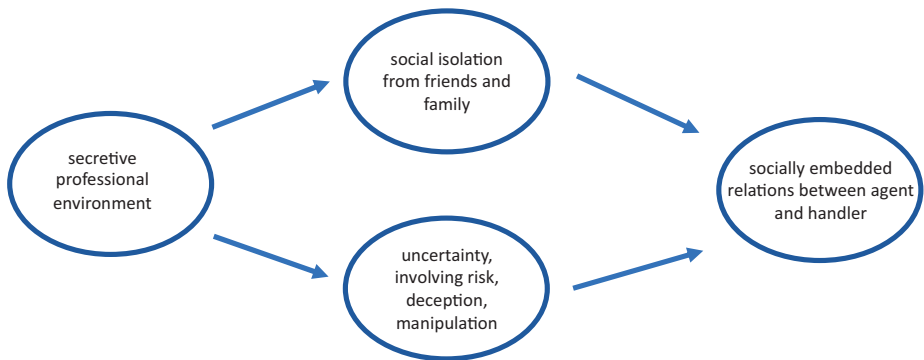 secretive
professional
environment
social isolation
from friends and
family
uncertainty,
involving risk,
deception,
manipulation
socially embedded
relations between agent
and handler